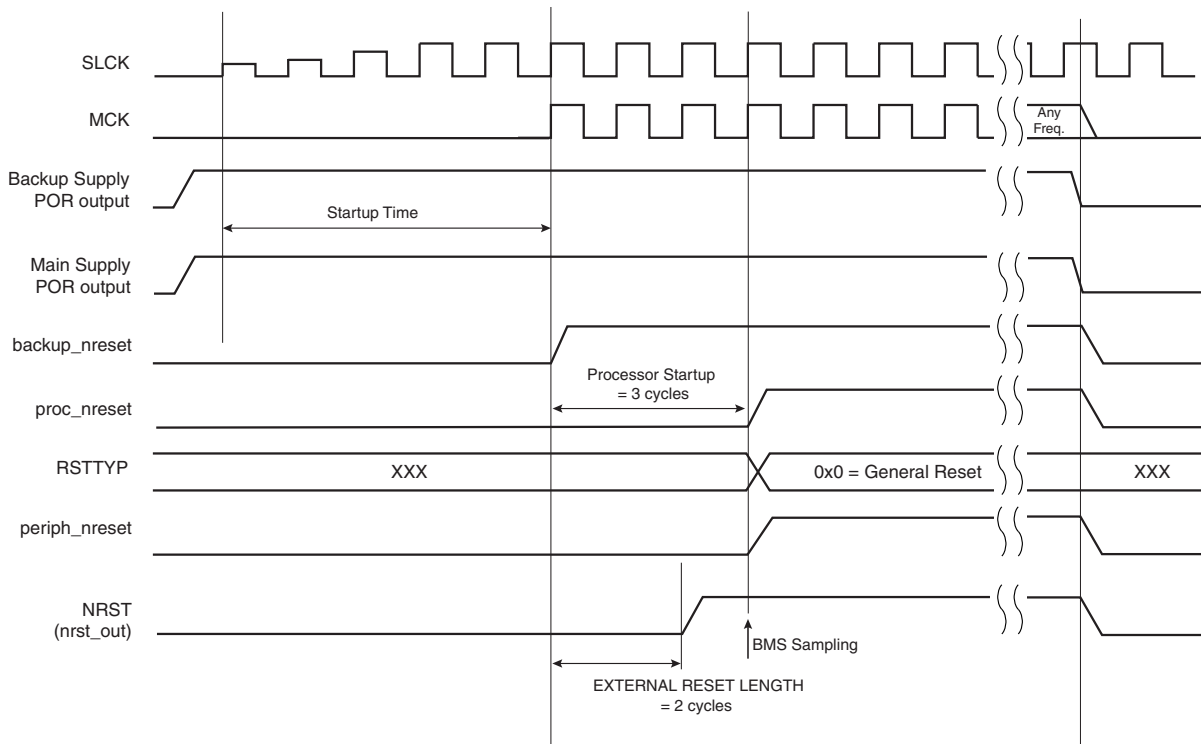 SLCK
MCK
Any
Freq.
Backup Supply
POR output
Startup Time
Main Supply
POR output
backup_nreset
Processor Startup
= 3 cycles
proc_nreset
RSTTYP
XXX
0x0 = General Reset
XXX
periph_nreset
NRST
(nrst_out)
BMS Sampling
EXTERNAL RESET LENGTH
= 2 cycles